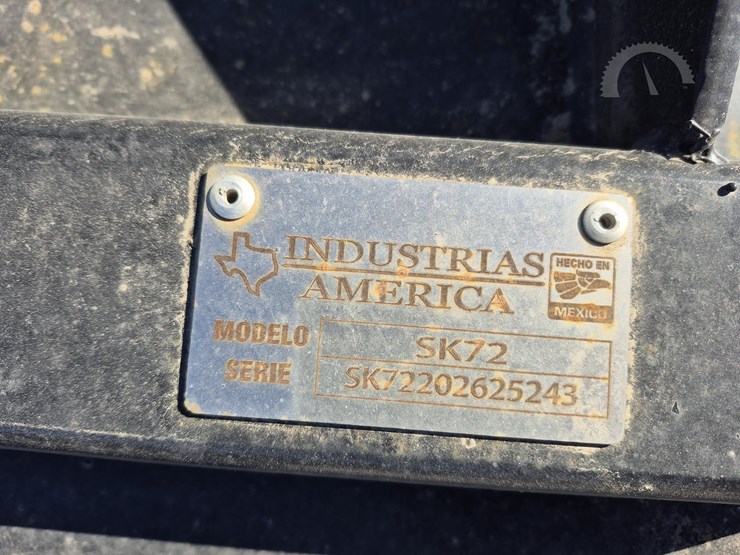 INDUSTRIAS
AMERICA
HECHO EN
MEXICO
MODELO SK72
SERIE SK72202625243